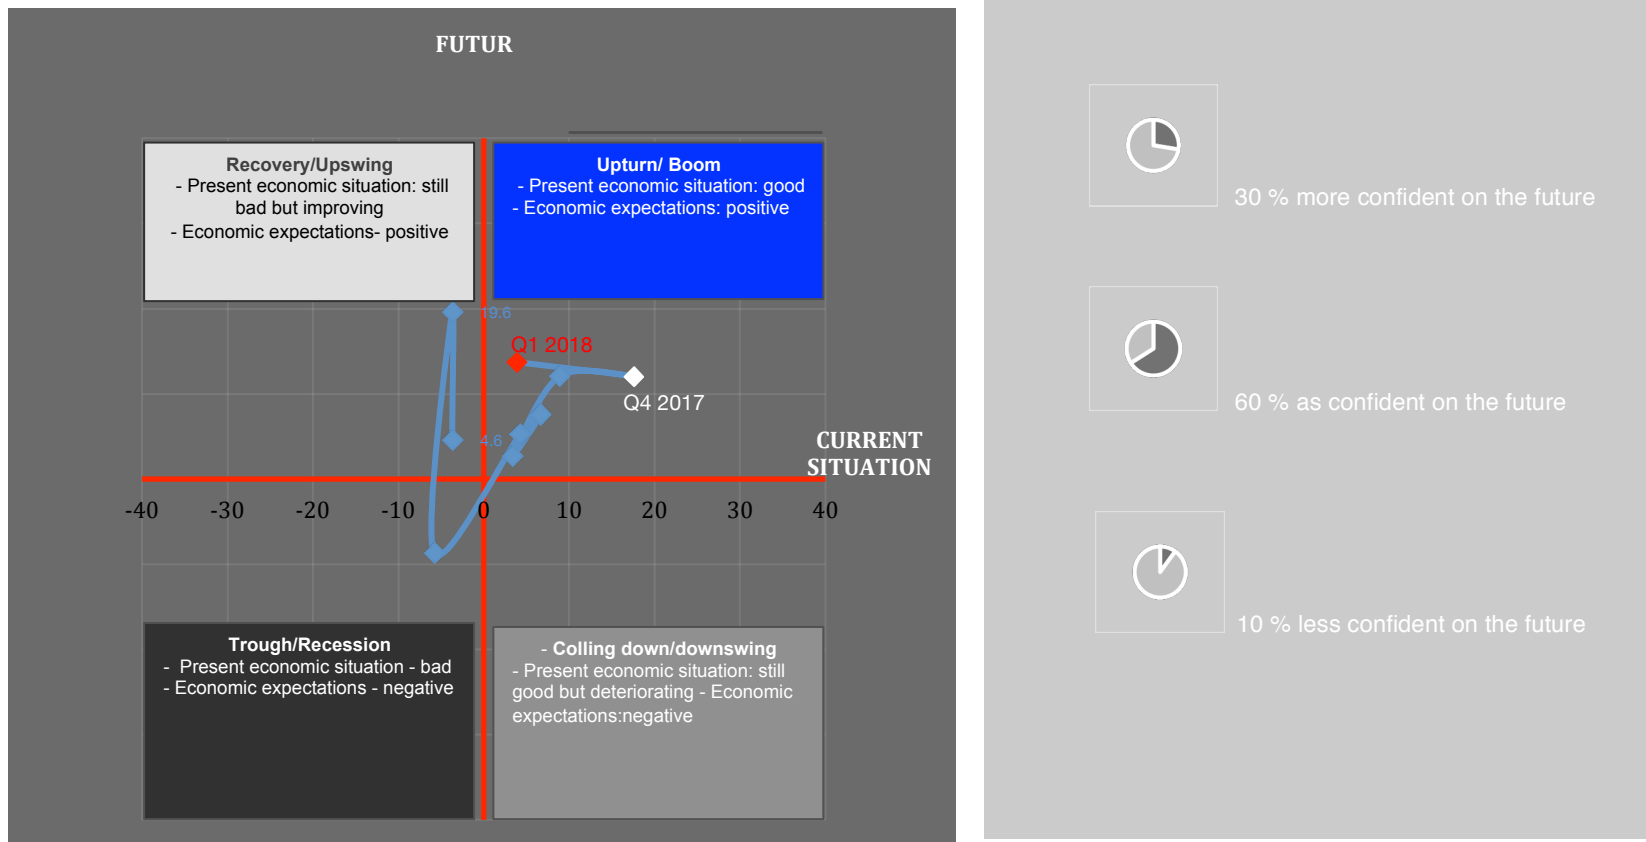 FUTUR
Recovery/Upswing
- Present economic situation: still
bad but improving
- Economic expectations- positive
Upturn/ Boom
- Present economic situation: good
- Economic expectations: positive
19.6
Q1 2018
Q4 2017
4.6
CURRENT
SITUATION
-40 -30 -20 -10 0 10 20 30 40
Trough/Recession
- Present economic situation - bad
- Economic expectations - negative
- Colling down/downswing
- Present economic situation: still
good but deteriorating - Economic
expectations:negative
30 % more confident on the future
60 % as confident on the future
10 % less confident on the future